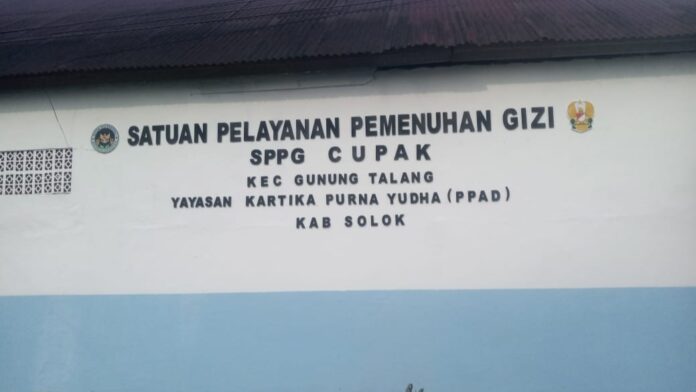 SATUAN PELAYANAN PEMENUHAN GIZI
SPPG CUPAK
KEC GUNUNG TALANG
YAYASAN KARTIKA PURNA YUDHA (PPAD)
KAB SOLOK